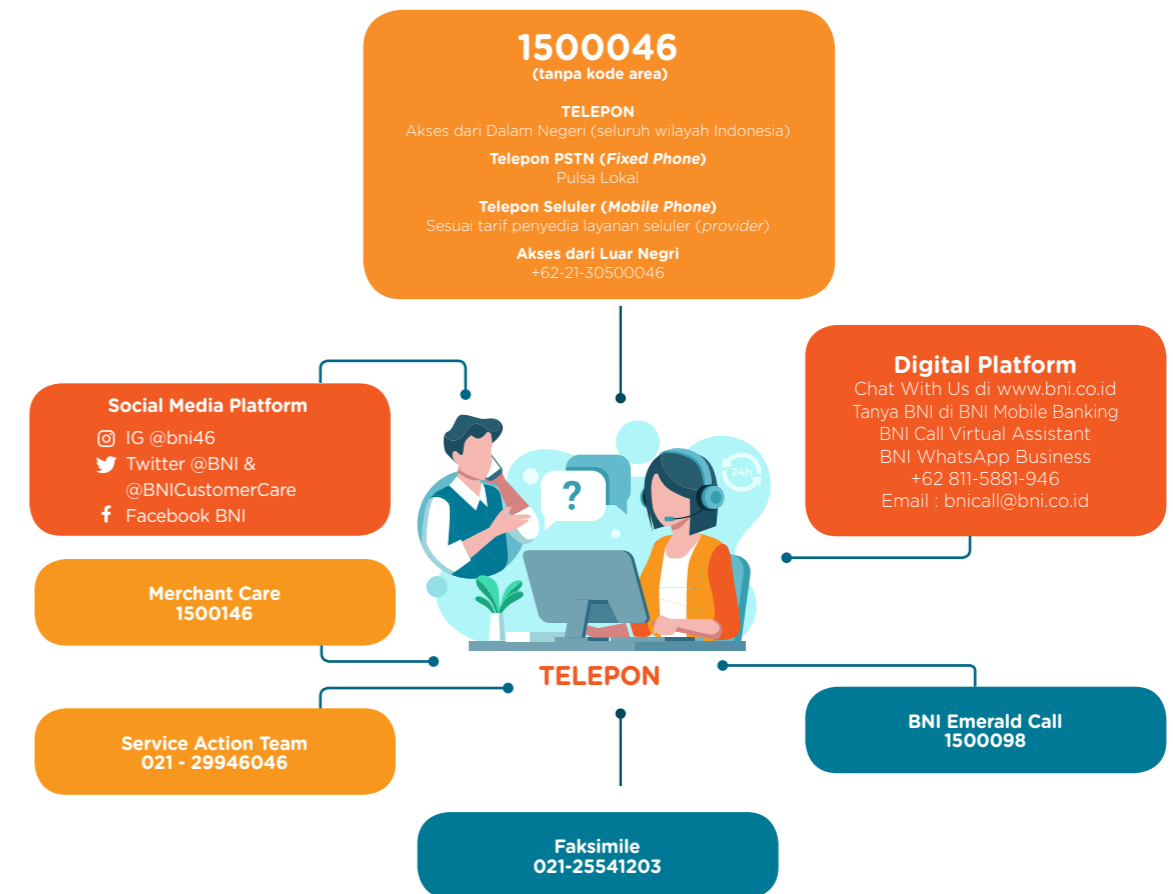 1500046
(tanpa kode area)
TELEPON
Akses dari Dalam Negeri (seluruh wilayah Indonesia)
Telepon PSTN (Fixed Phone)
Pulsa Lokal
Telepon Seluler (Mobile Phone)
Sesuai tarif penyedia layanan seluler (provider)
Akses dari Luar Negri
+62-21-30500046
Social Media Platform
IG @bni46
Twitter @BNI &
@BNICustomerCare
Facebook BNI
Digital Platform
Chat With Us di www.bni.co.id
Tanya BNI di BNI Mobile Banking
BNI Call Virtual Assistant
BNI WhatsApp Business
+62 811-5881-946
Email : bnicall@bni.co.id
?
24h
Merchant Care
1500146
TELEPON
Service Action Team
021 - 29946046
BNI Emerald Call
1500098
Faksimile
021-25541203